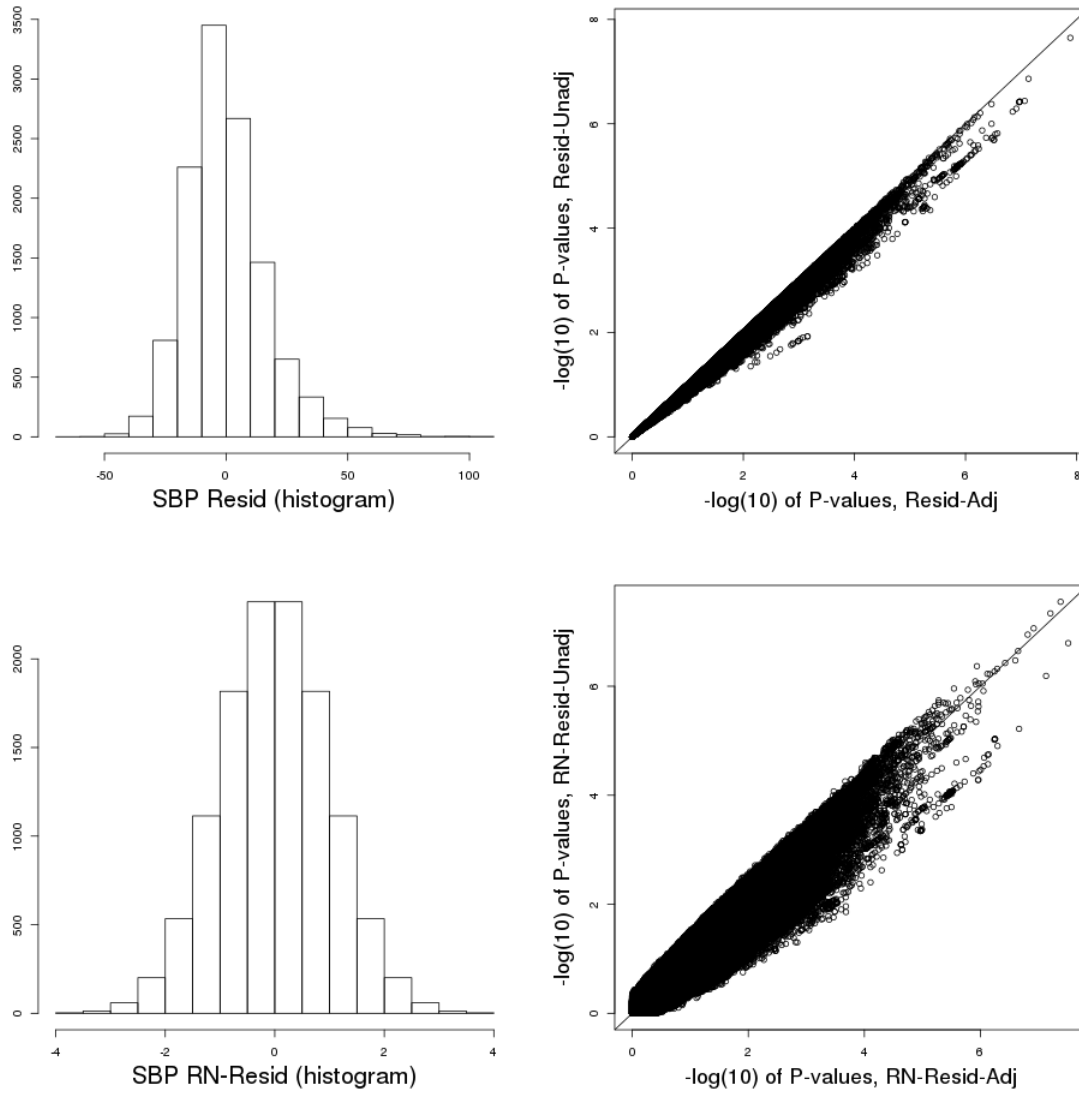 0 500 1000 1500 2000 2500 3000 3500
-50 0 50 100
SBP Resid (histogram)
-log(10) of P-values, Resid-Unadj
0 2 4 6 8
0 2 4 6 8
-log(10) of P-values, Resid-Adj
0 500 1000 1500 2000
-4 -2 0 2 4
SBP RN-Resid (histogram)
-log(10) of P-values, RN-Resid-Unadj
0 2 4 6
0 2 4 6
-log(10) of P-values, RN-Resid-Adj